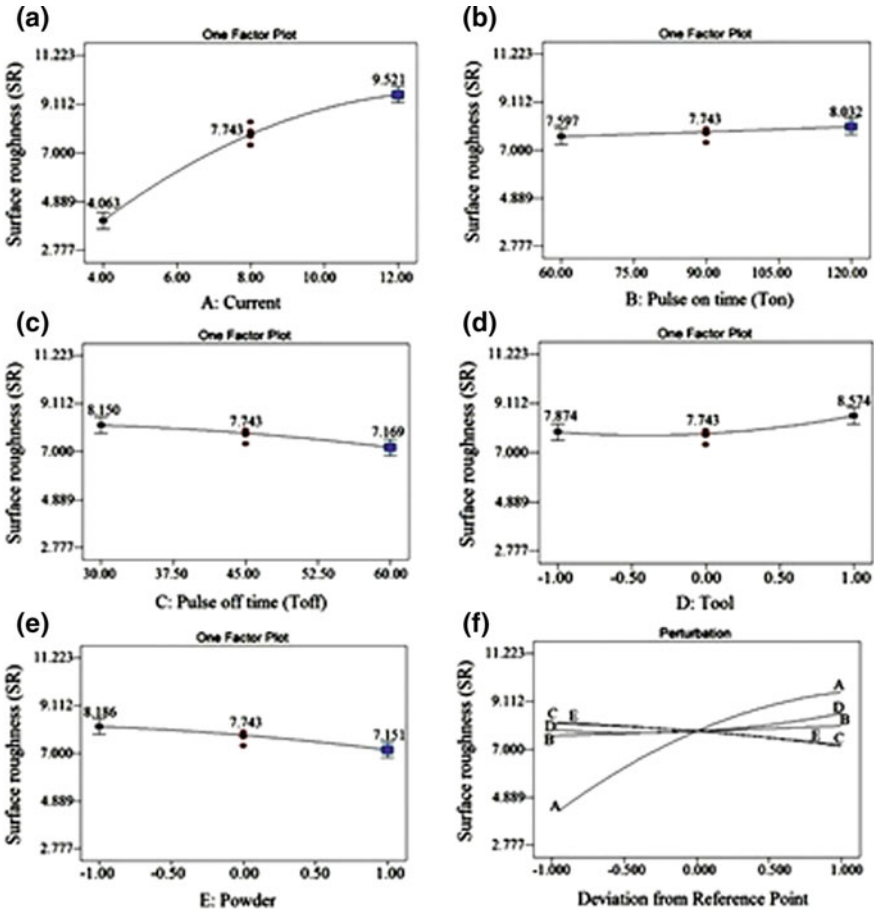 (a)
One Factor Plot
Surface roughness (SR)
11.223
9.112
7.000
4.889
2.777
4.063
7.743
9.521
4.00 6.00 8.00 10.00 12.00
A: Current
(b)
One Factor Plot
Surface roughness (SR)
11.223
9.112
7.000
4.889
2.777
7.597
7.743
8.032
60.00 75.00 90.00 105.00 120.00
B: Pulse on time (Ton)
(c)
One Factor Plot
Surface roughness (SR)
11.223
9.112
7.000
4.889
2.777
8.150
7.743
7.169
30.00 37.50 45.00 52.50 60.00
C: Pulse off time (Toff)
(d)
One Factor Plot
Surface roughness (SR)
11.223
9.112
7.000
4.889
2.777
7.874
7.743
8.574
-1.00 -0.50 0.00 0.50 1.00
D: Tool
(e)
One Factor Plot
Surface roughness (SR)
11.223
9.112
7.000
4.889
2.777
8.186
7.743
7.151
-1.00 -0.50 0.00 0.50 1.00
E: Powder
(f)
Perturbation
Surface roughness (SR)
11.223
9.112
7.000
4.889
2.777
A
D
B
C E
D
B
E C
A
-1.000 -0.500 0.000 0.500 1.000
Deviation from Reference Point